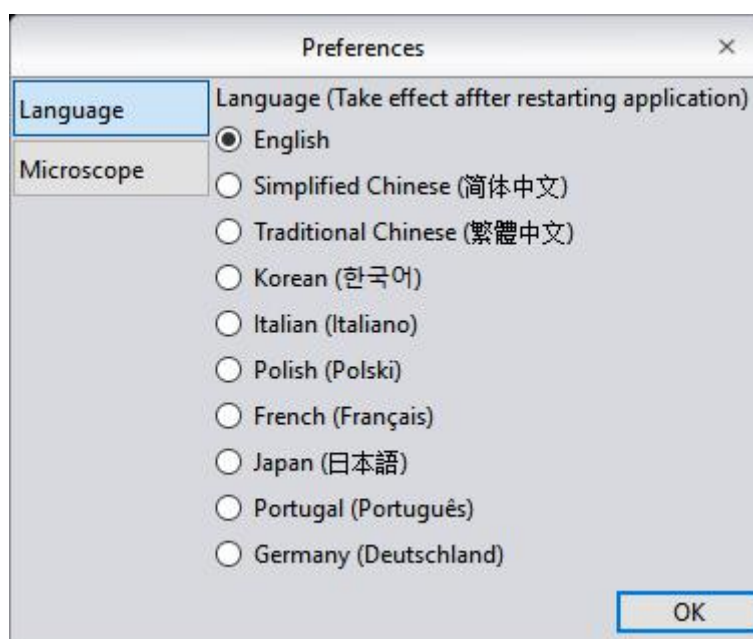 Preferences
Language
Microscope
Language (Take effect affter restarting application)
English
Simplified Chinese (简体中文)
Traditional Chinese (繁體中文)
Korean (한국어)
Italian (Italiano)
Polish (Polski)
French (Français)
Japan (日本語)
Portugal (Português)
Germany (Deutschland)
OK